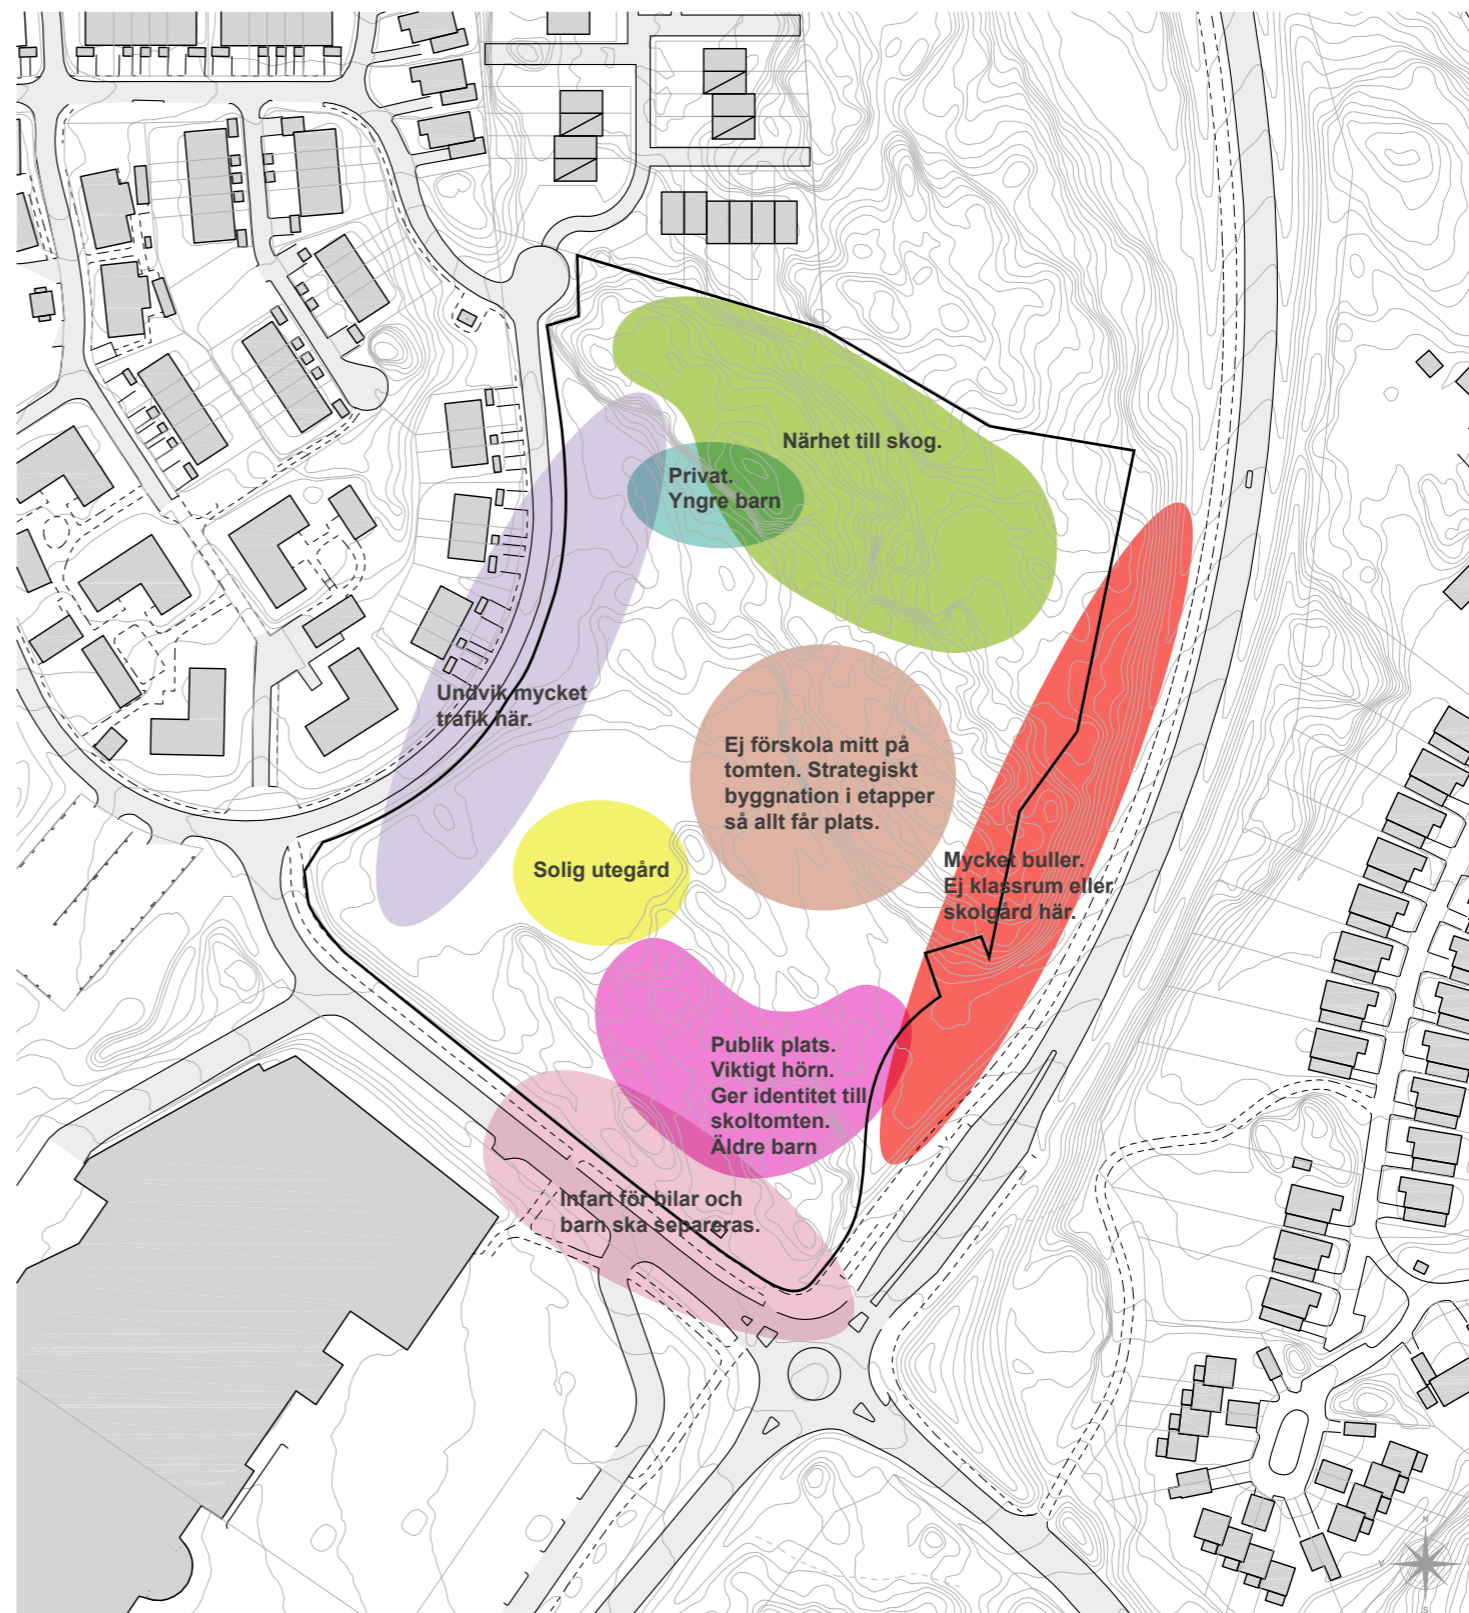 Närhet till skog.
Privat.
Yngre barn
Undvik mycket
trafik här.
Ej förskola mitt på
tomten. Strategiskt
byggnation i etapper
så allt får plats.
Solig utegård
Mycket buller.
Ej klassrum eller
skolgård här.
Publik plats.
Viktigt hörn.
Ger identitet till
skoltomten.
Äldre barn
Infart för bilar och
barn ska separeras.
N
V
S